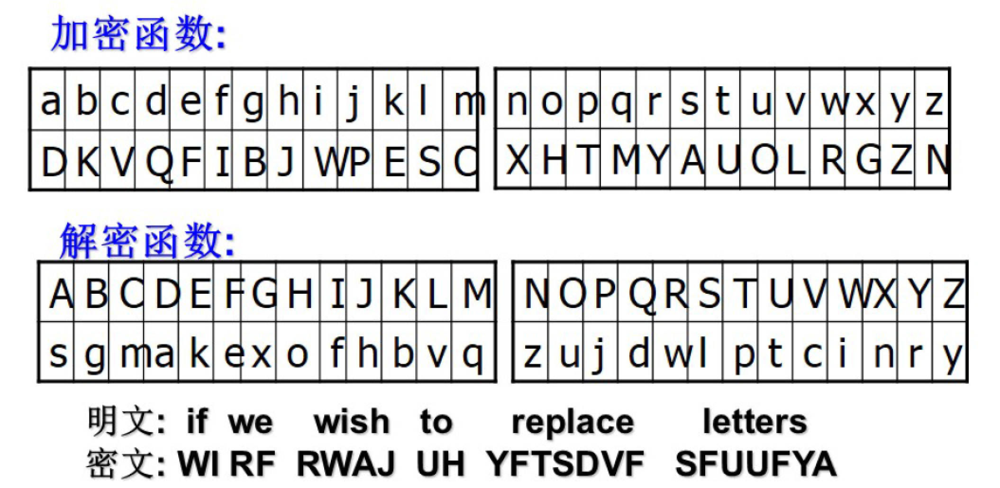 加密函数:
a b c d e f g h i j k l m n o p q r s t u v w x y z
D K V Q F I B J W P E S C X H T M Y A U O L R G Z N
解密函数:
A B C D E F G H I J K L M N O P Q R S T U V W X Y Z
s g m a k e x o f h b v q z u j d w l p t c i n r y
明文: if we wish to replace letters
密文: WI RF RWAJ UH YFTSDVF SFUUFYA